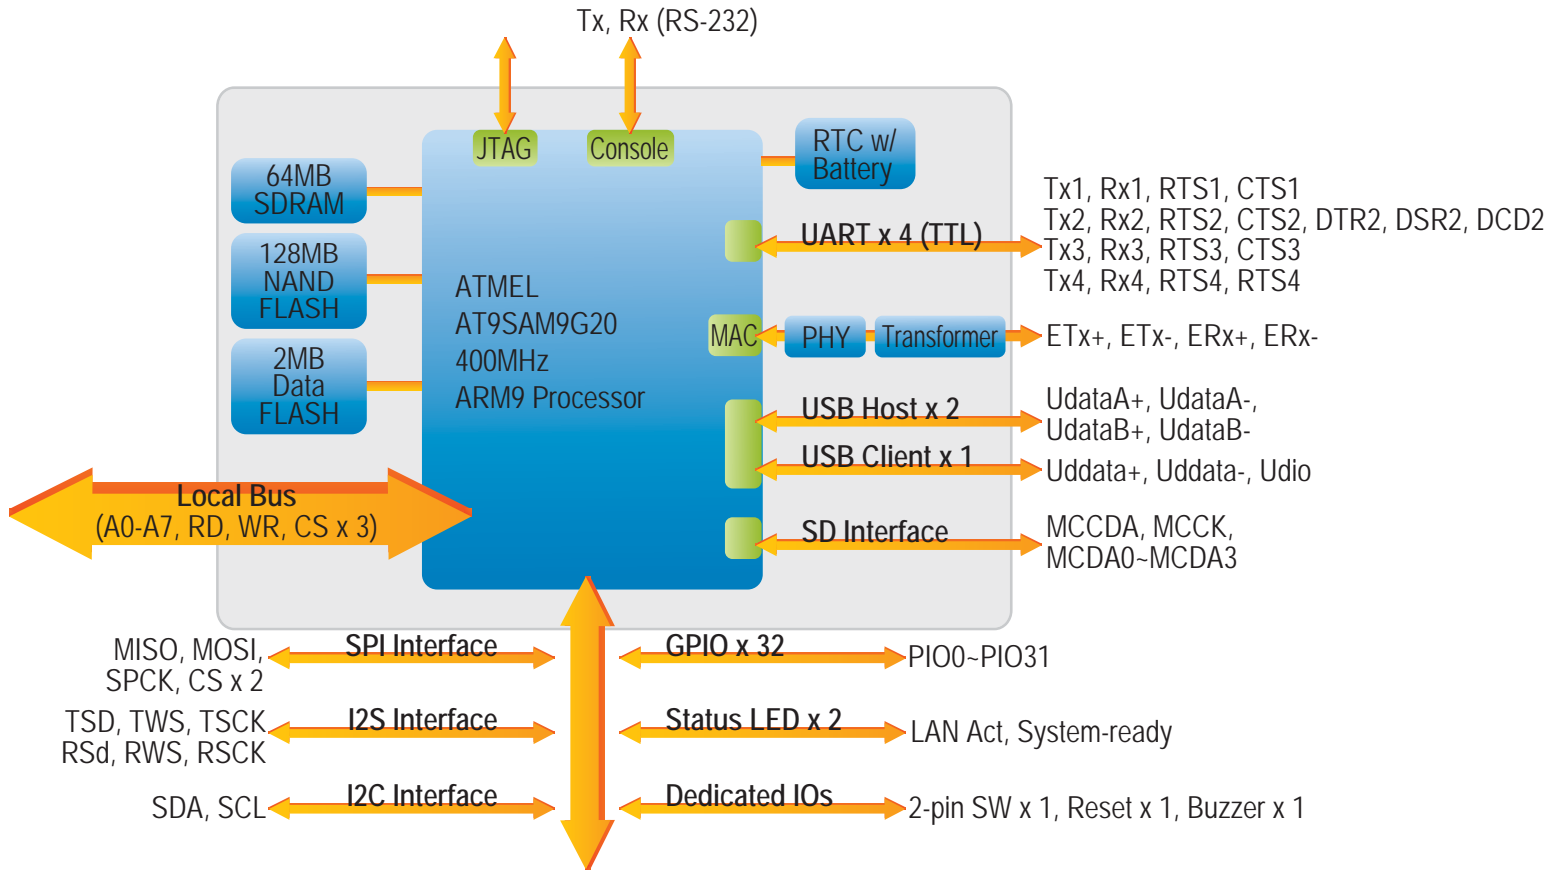 Tx, Rx (RS-232)
JTAG
Console
RTC w/
Battery
64MB
SDRAM
128MB
NAND
FLASH
2MB
Data
FLASH
ATMEL
AT9SAM9G20
400MHz
ARM9 Processor
UART x 4 (TTL)
Tx1, Rx1, RTS1, CTS1
Tx2, Rx2, RTS2, CTS2, DTR2, DSR2, DCD2
Tx3, Rx3, RTS3, CTS3
Tx4, Rx4, RTS4, RTS4
MAC
PHY
Transformer
ETx+, ETx-, ERx+, ERx-
USB Host x 2
UdataA+, UdataA-,
UdataB+, UdataB-
USB Client x 1
Uddata+, Uddata-, Udio
SD Interface
MCCDA, MCCK,
MCDA0~MCDA3
Local Bus
(A0-A7, RD, WR, CS x 3)
SPI Interface
MISO, MOSI,
SPCK, CS x 2
I2S Interface
TSD, TWS, TSCK
RSd, RWS, RSCK
I2C Interface
SDA, SCL
GPIO x 32
PIO0~PIO31
Status LED x 2
LAN Act, System-ready
Dedicated IOs
2-pin SW x 1, Reset x 1, Buzzer x 1